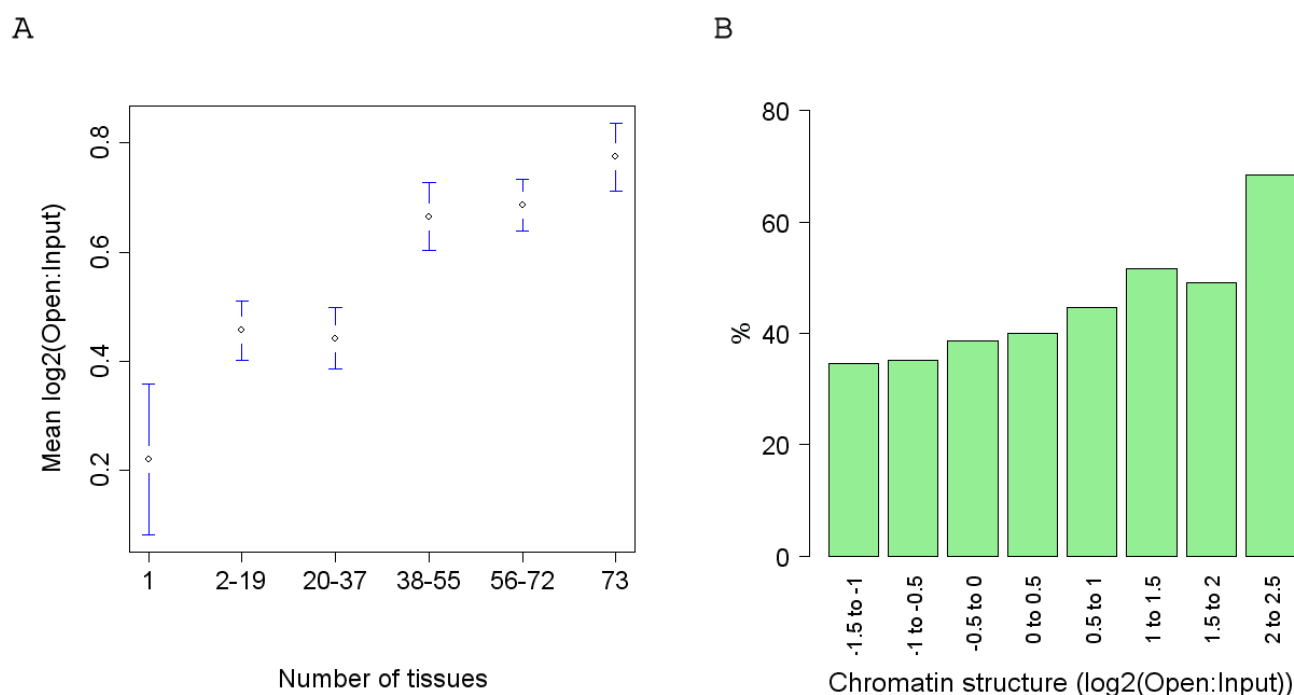 A
Mean log2(Open:Input)
0.8
0.6
0.4
0.2
1 2-19 20-37 38-55 56-72 73
Number of tissues
B
%
80
60
40
20
0
-1.5 to -1
-1 to -0.5
-0.5 to 0
0 to 0.5
0.5 to 1
1 to 1.5
1.5 to 2
2 to 2.5
Chromatin structure (log2(Open:Input))